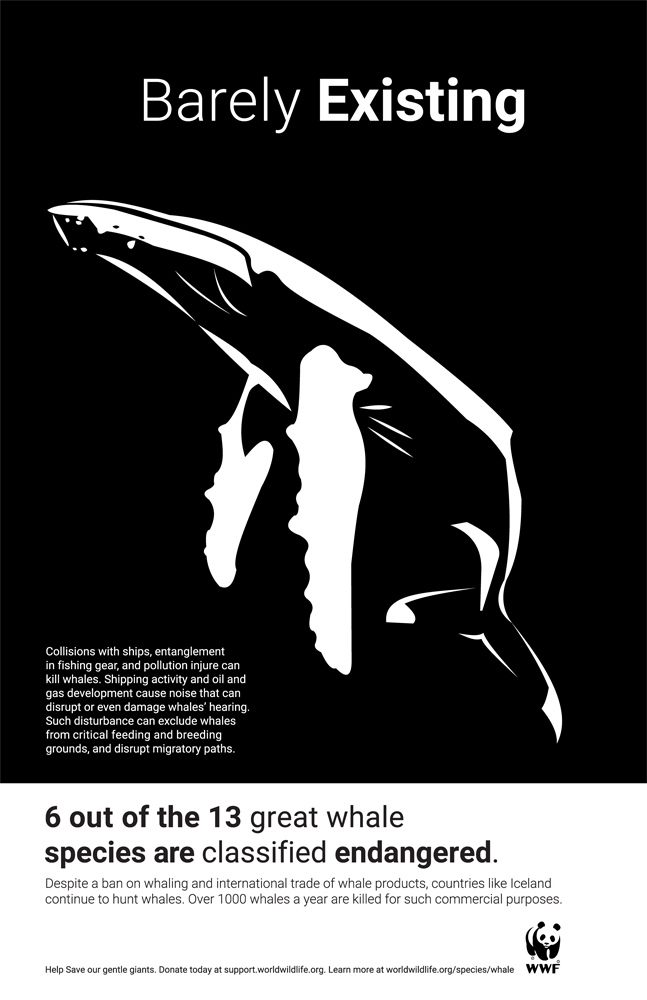 Barely Existing
Collisions with ships, entanglement
in fishing gear, and pollution injure can
kill whales. Shipping activity and oil and
gas development cause noise that can
disrupt or even damage whales’ hearing.
Such disturbance can exclude whales
from critical feeding and breeding
grounds, and disrupt migratory paths.
6 out of the 13 great whale
species are classified endangered.
Despite a ban on whaling and international trade of whale products, countries like Iceland
continue to hunt whales. Over 1000 whales a year are killed for such commercial purposes.
Help Save our gentle giants. Donate today at support.worldwildlife.org. Learn more at worldwildlife.org/species/whale
WWF